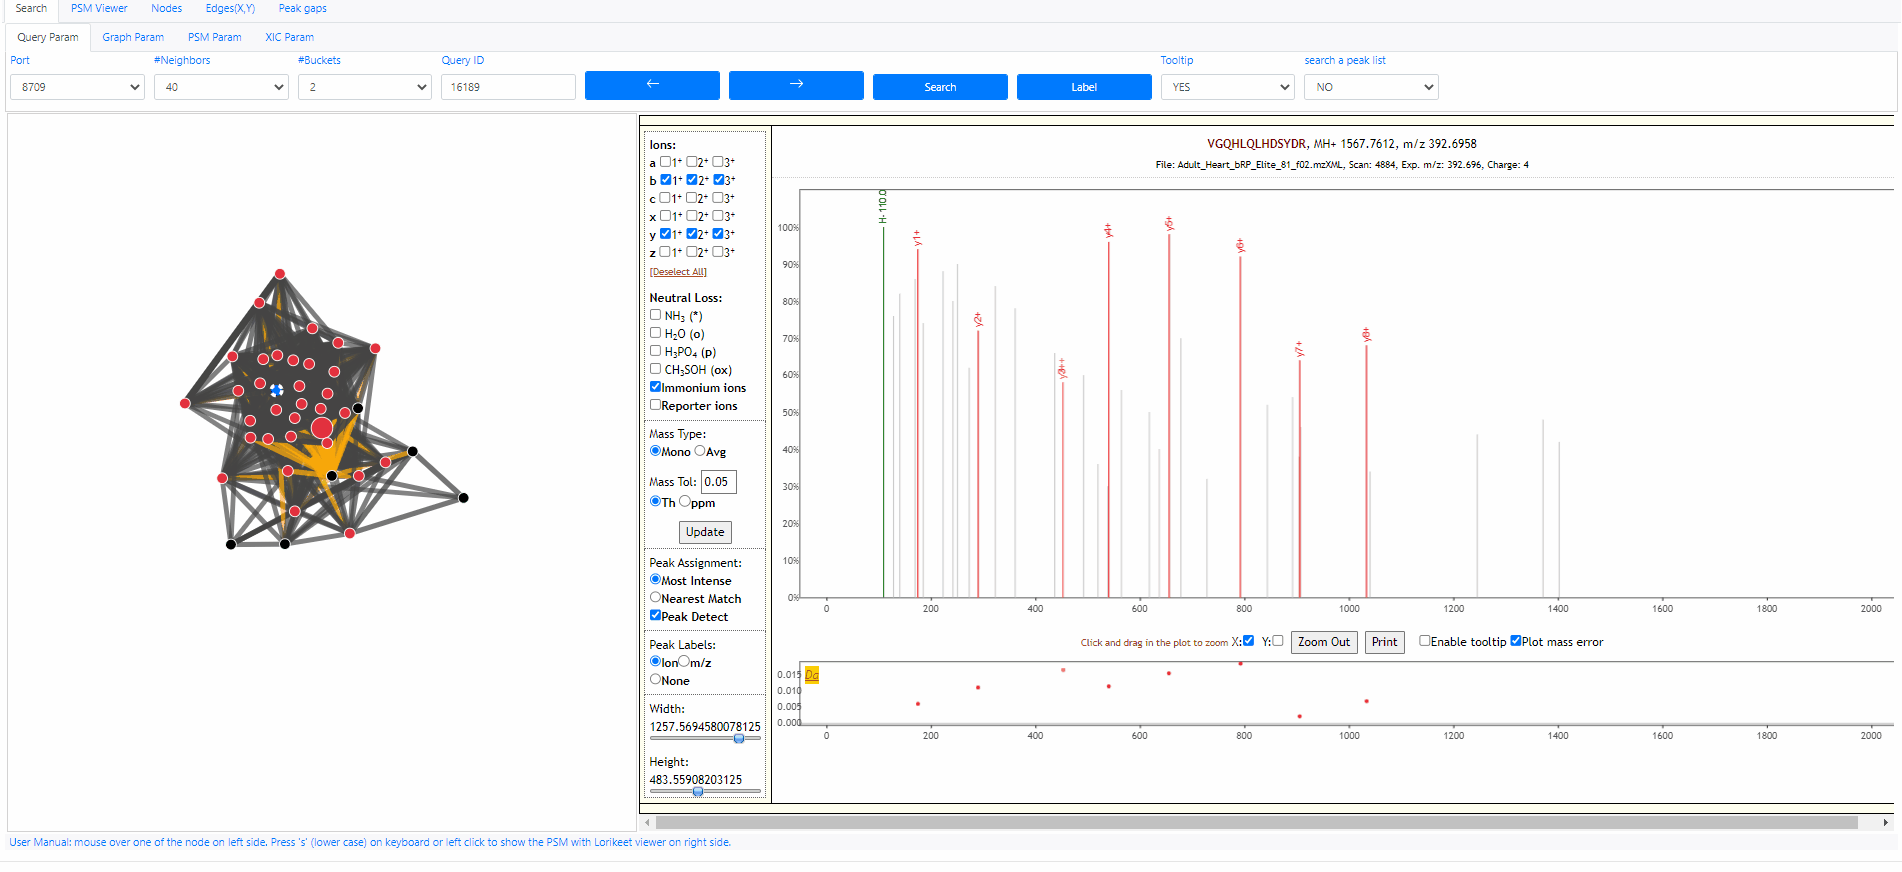 Search PSM Viewer Nodes Edges(X,Y) Peak gaps
Query Param Graph Param PSM Param XIC Param
Port #Neighbors #Buckets Query ID Tooltip search a peak list
8709 40 2 16189 ← → Search Label YES NO
Ions:
a 1+ 2+ 3+
b 1+ 2+ 3+
c 1+ 2+ 3+
x 1+ 2+ 3+
y 1+ 2+ 3+
z 1+ 2+ 3+
[Deselect All]
Neutral Loss:
NH3 (*)
H2O (o)
H3PO4 (p)
CH3SOH (ox)
Immonium ions
Reporter ions
Mass Type:
Mono Avg
Mass Tol: 0.05
Th ppm
Update
Peak Assignment:
Most Intense
Nearest Match
Peak Detect
Peak Labels:
Ion m/z
None
Width:
1257.5694580078125
Height:
483.55908203125
VGQHLQLHDSYDR, MH+ 1567.7612, m/z 392.6958
File: Adult_Heart_bRP_Elite_81_f02.mzXML, Scan: 4884, Exp. m/z: 392.696, Charge: 4
H- 110.0
y1+
y2+
y4+
y5+
y6+
y7+
y8+
100%
90%
80%
70%
60%
50%
40%
30%
20%
10%
0%
0 200 400 600 800 1000 1200 1400 1600 1800 2000
Click and drag in the plot to zoom X: Y: Zoom Out Print Enable tooltip Plot mass error
0.015 Da
0.010
0.005
0.000
0 200 400 600 800 1000 1200 1400 1600 1800 2000
User Manual: mouse over one of the node on left side. Press 's' (lower case) on keyboard or left click to show the PSM with Lorikeet viewer on right side.